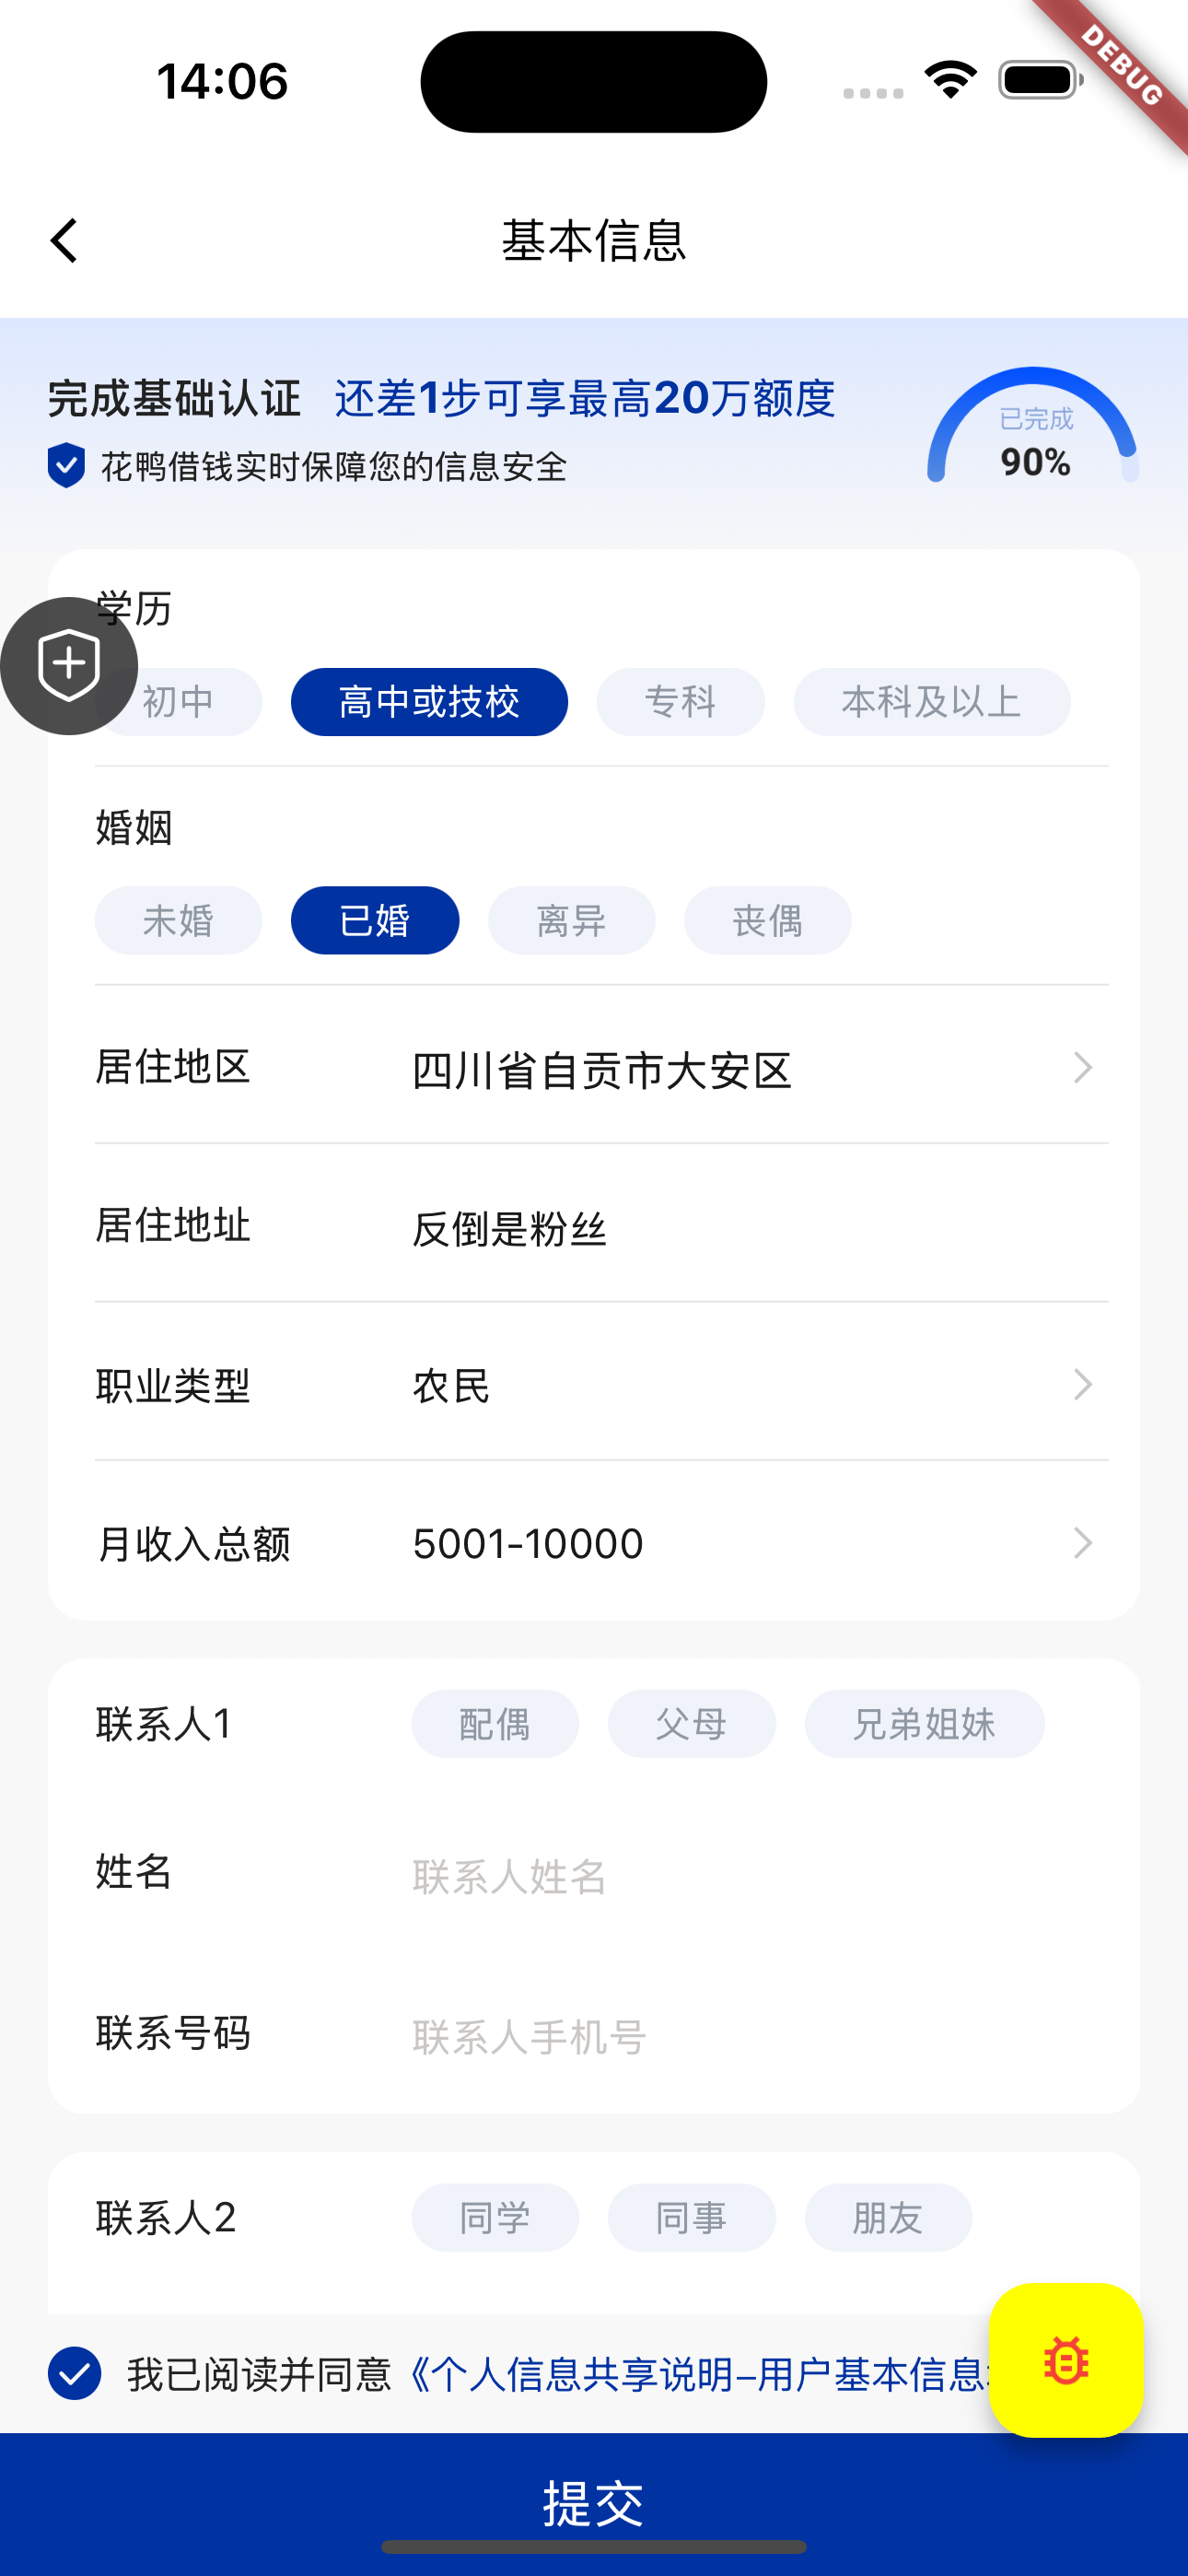 14:06
DEBUG
基本信息
完成基础认证 还差1步可享最高20万额度
花鸭借钱实时保障您的信息安全
已完成
90%
学历
初中 高中或技校 专科 本科及以上
婚姻
未婚 已婚 离异 丧偶
居住地区 四川省自贡市大安区
居住地址 反倒是粉丝
职业类型 农民
月收入总额 5001-10000
联系人1 配偶 父母 兄弟姐妹
姓名 联系人姓名
联系号码 联系人手机号
联系人2 同学 同事 朋友
我已阅读并同意《个人信息共享说明–用户基本信息
提交